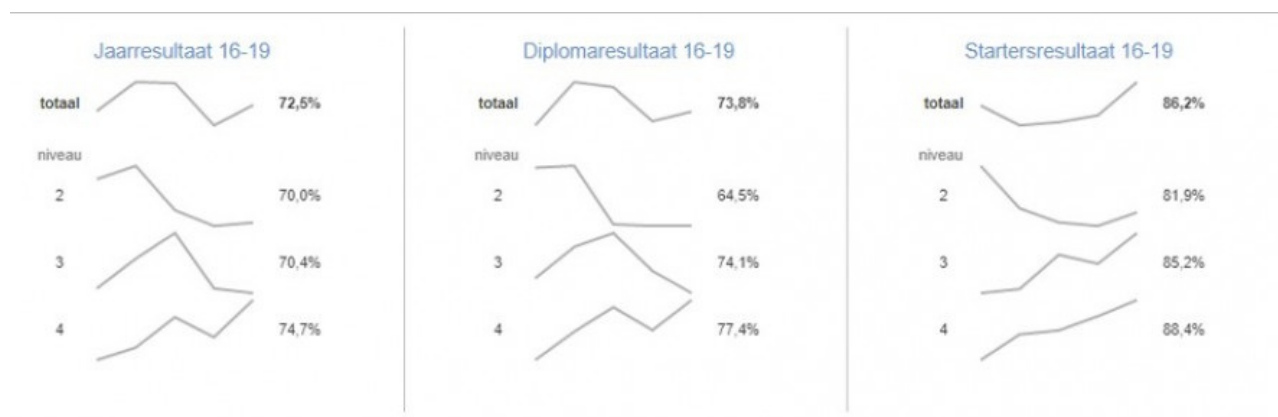 Jaarresultaat 16-19
totaal 72,5%
niveau
2 70,0%
3 70,4%
4 74,7%
Diplomaresultaat 16-19
totaal 73,8%
niveau
2 64,5%
3 74,1%
4 77,4%
Startersresultaat 16-19
totaal 86,2%
niveau
2 81,9%
3 85,2%
4 88,4%